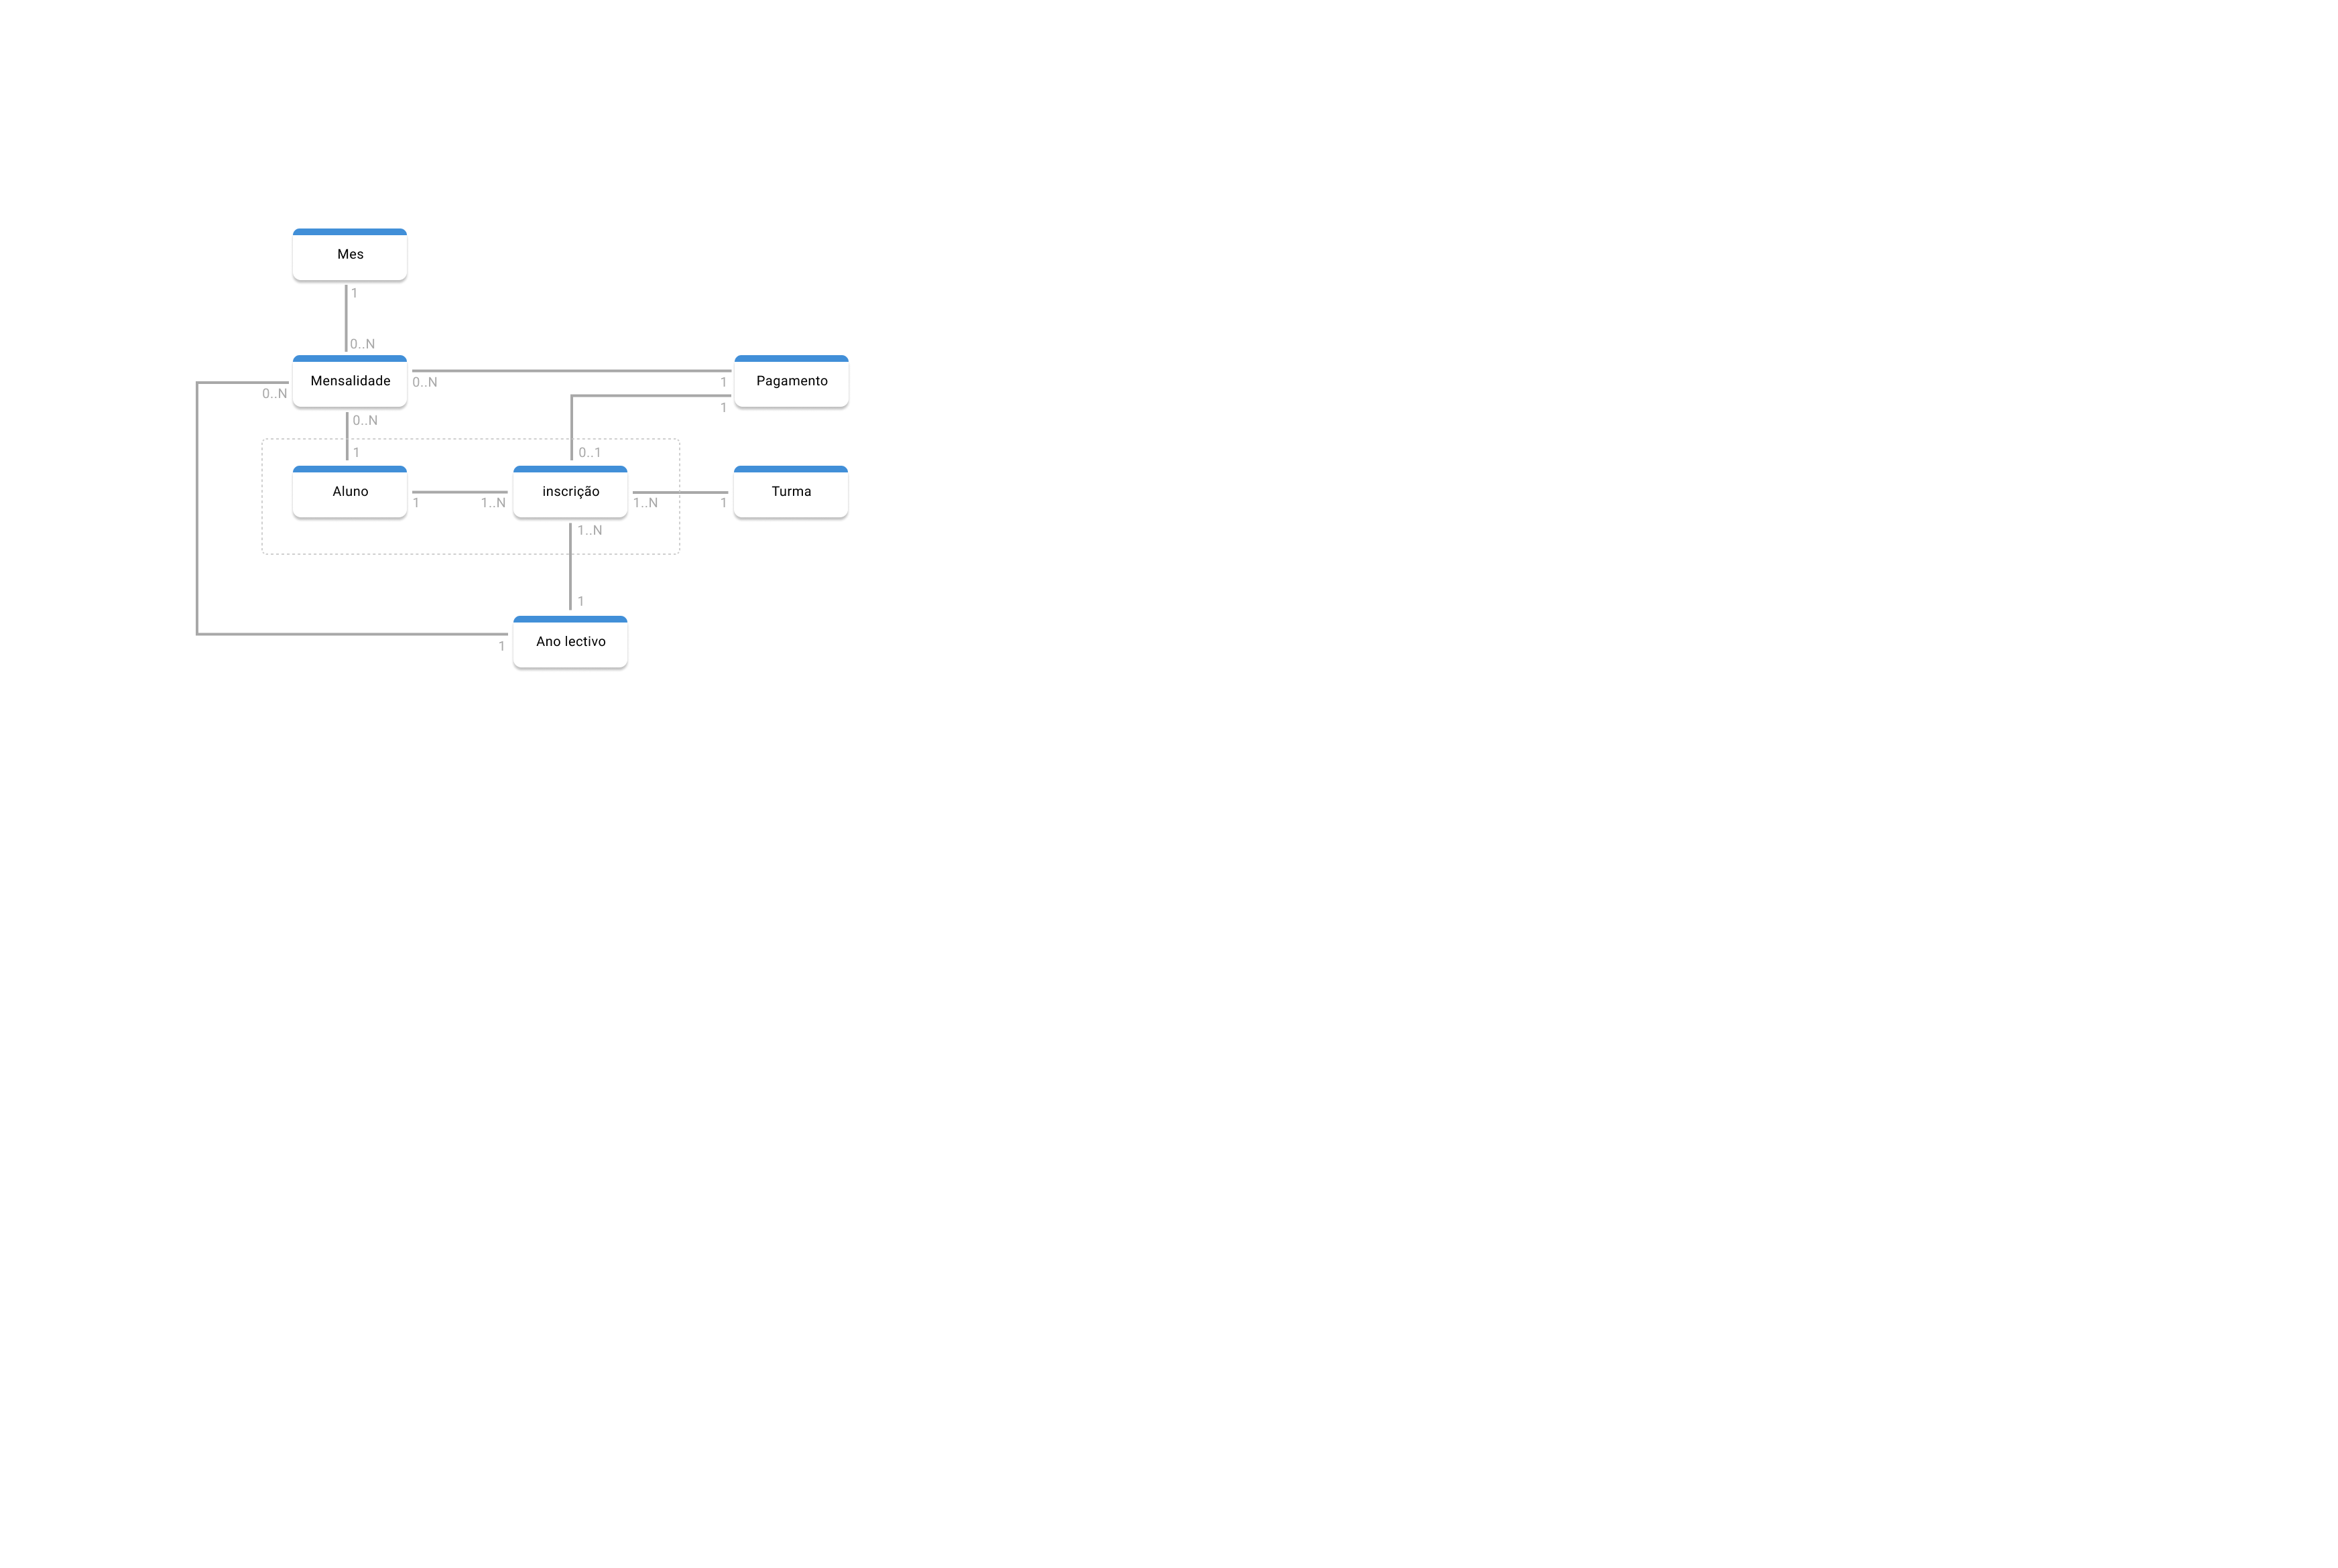 Mes
1
0..N
Mensalidade
Pagamento
0..N
1
0..N
1
0..N
1
0..1
Aluno
inscrição
Turma
1
1..N
1..N
1
1..N
1
Ano lectivo
1